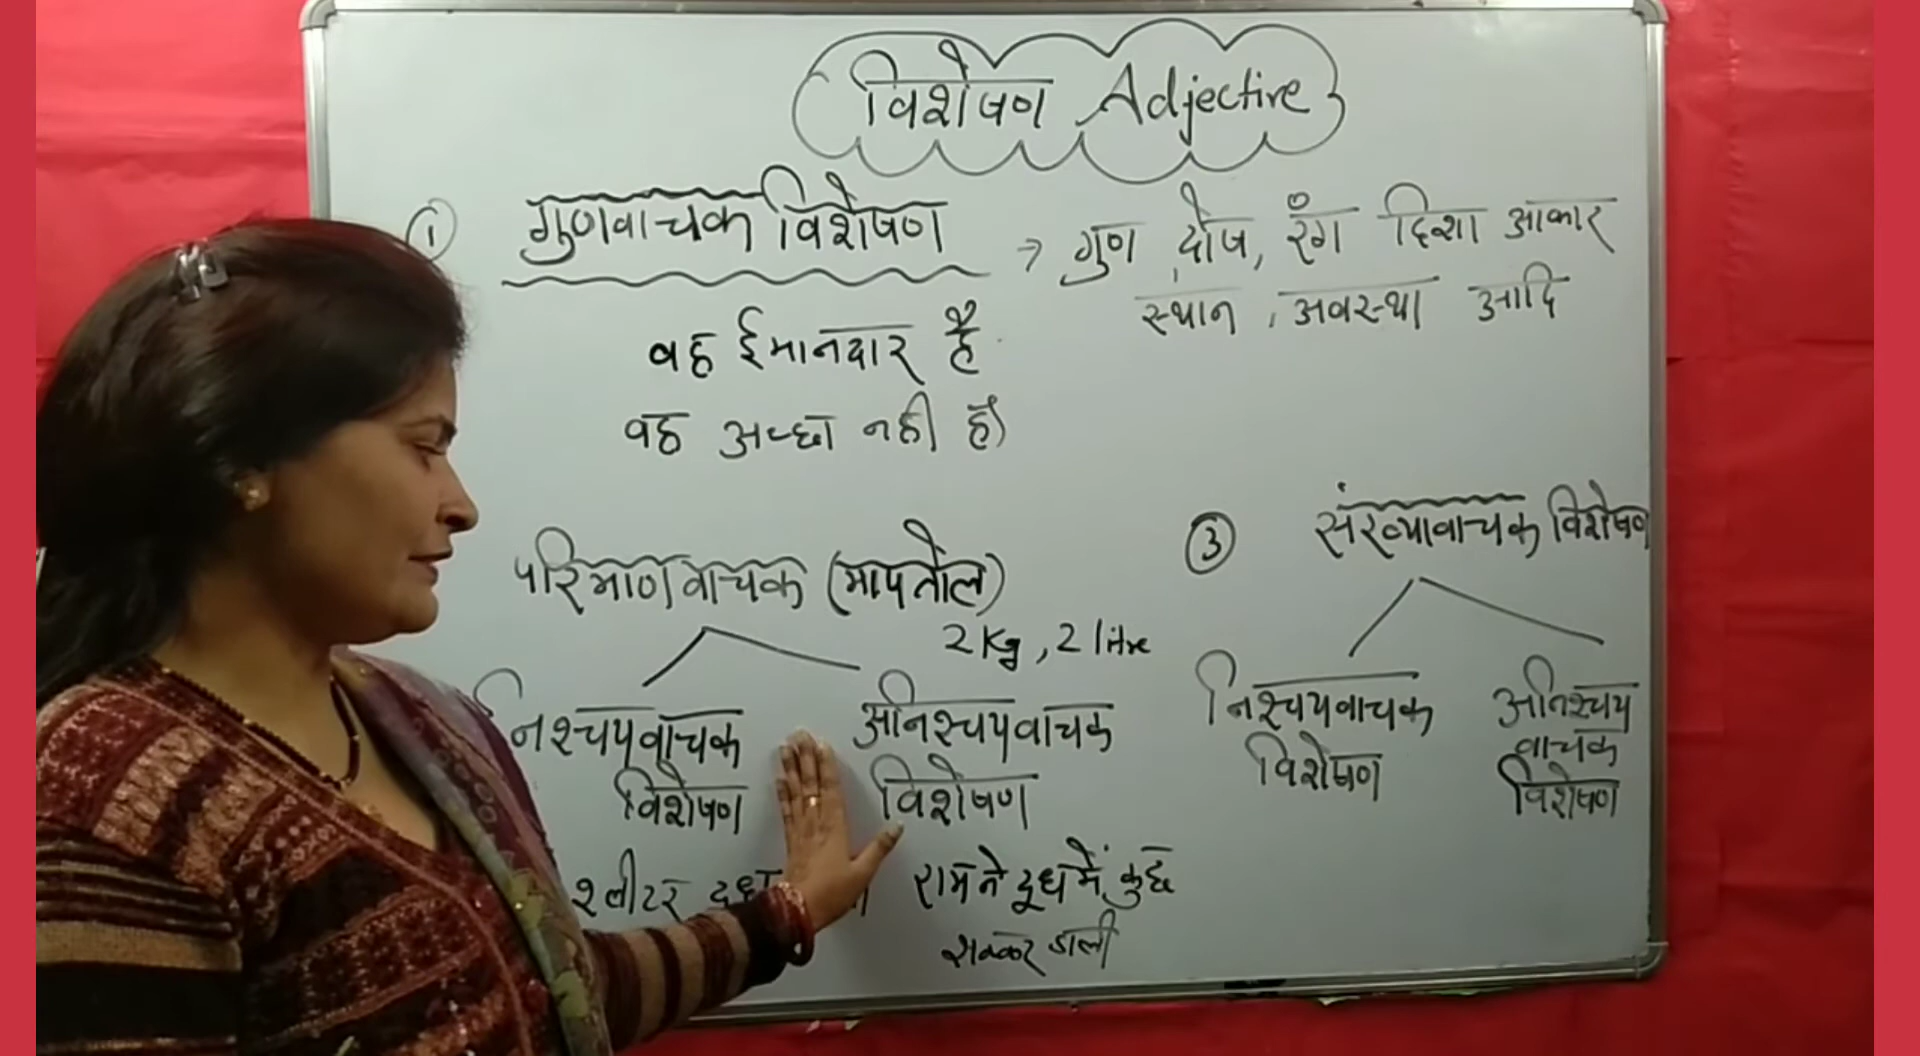 विशेषण Adjective
① गुणवाचक विशेषण → गुण, दोष, रंग दिशा आकार
स्थान, अवस्था आदि
वह ईमानदार है
वह अच्छा नही है
परिमाणवाचक (मापतौल)
2 Kg, 2 litre
निश्चयवाचक
विशेषण
अनिश्चयवाचक
विशेषण
२ लीटर दूध
राम ने दूध में कुछ
शक्कर डाली
③ संख्यावाचक विशेषण
निश्चयवाचक
विशेषण
अनिश्चय
वाचक
विशेषण